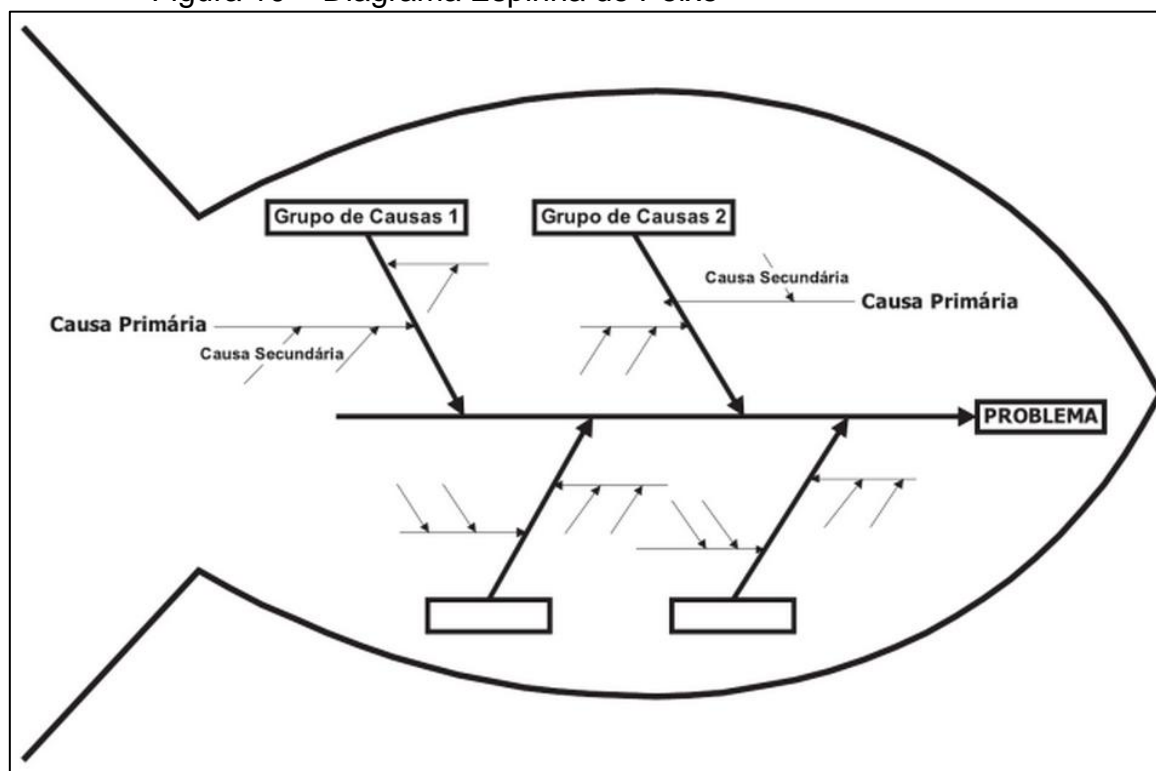 Figura 10 – Diagrama Espinha de Peixe
Grupo de Causas 1
Grupo de Causas 2
Causa Secundária
Causa Primária
Causa Primária
Causa Secundária
PROBLEMA